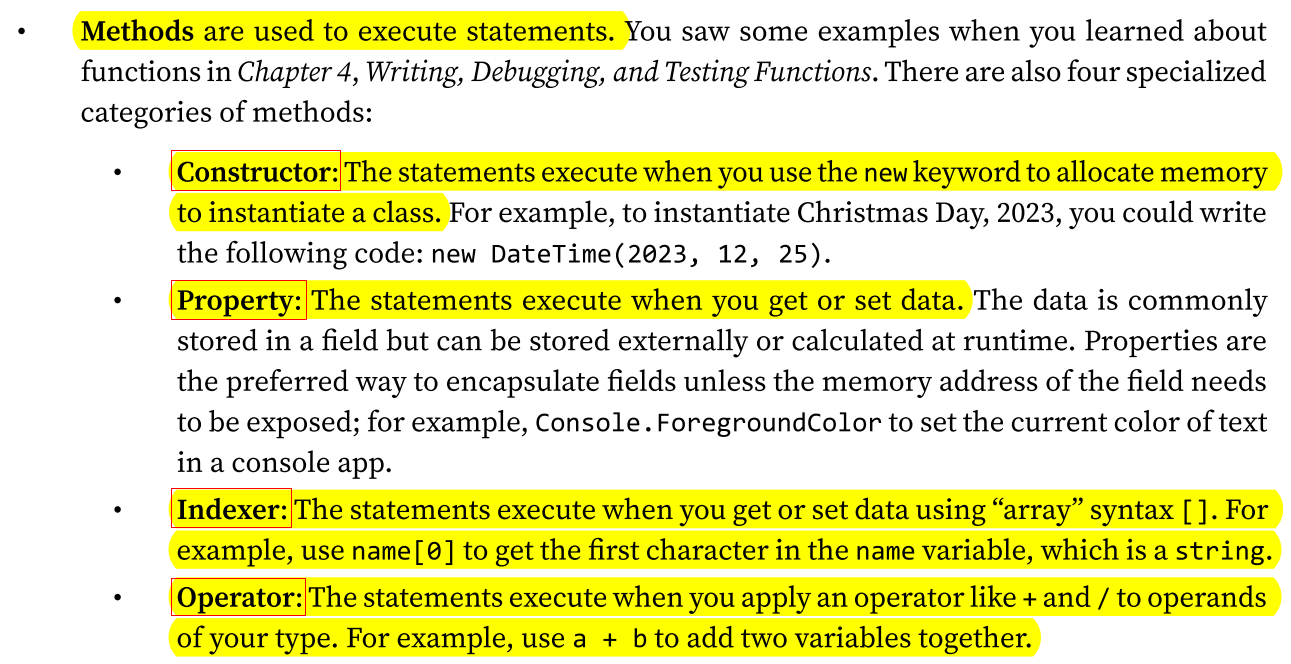 • Methods are used to execute statements. You saw some examples when you learned about
functions in Chapter 4, Writing, Debugging, and Testing Functions. There are also four specialized
categories of methods:
• Constructor: The statements execute when you use the new keyword to allocate memory
to instantiate a class. For example, to instantiate Christmas Day, 2023, you could write
the following code: new DateTime(2023, 12, 25).
• Property: The statements execute when you get or set data. The data is commonly
stored in a field but can be stored externally or calculated at runtime. Properties are
the preferred way to encapsulate fields unless the memory address of the field needs
to be exposed; for example, Console.ForegroundColor to set the current color of text
in a console app.
• Indexer: The statements execute when you get or set data using “array” syntax []. For
example, use name[0] to get the first character in the name variable, which is a string.
• Operator: The statements execute when you apply an operator like + and / to operands
of your type. For example, use a + b to add two variables together.